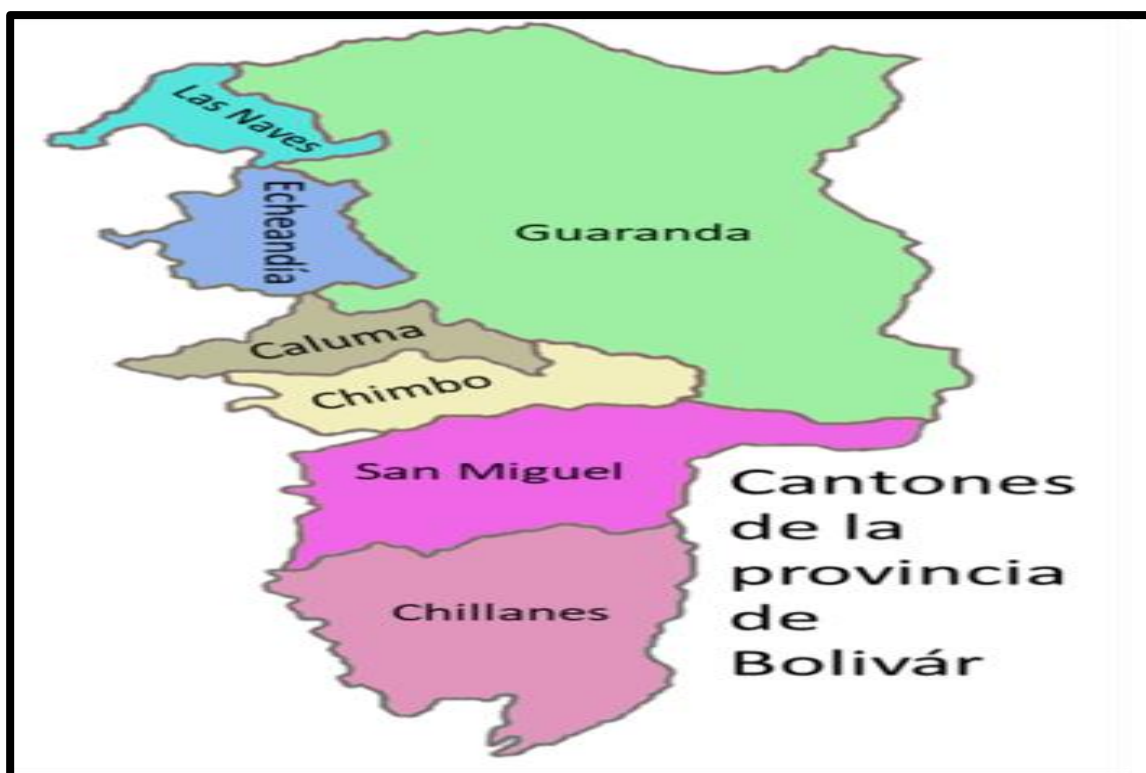 Las Naves
Echeandía
Guaranda
Caluma
Chimbo
San Miguel
Chillanes
Cantones
de la
provincia
de
Bolivár